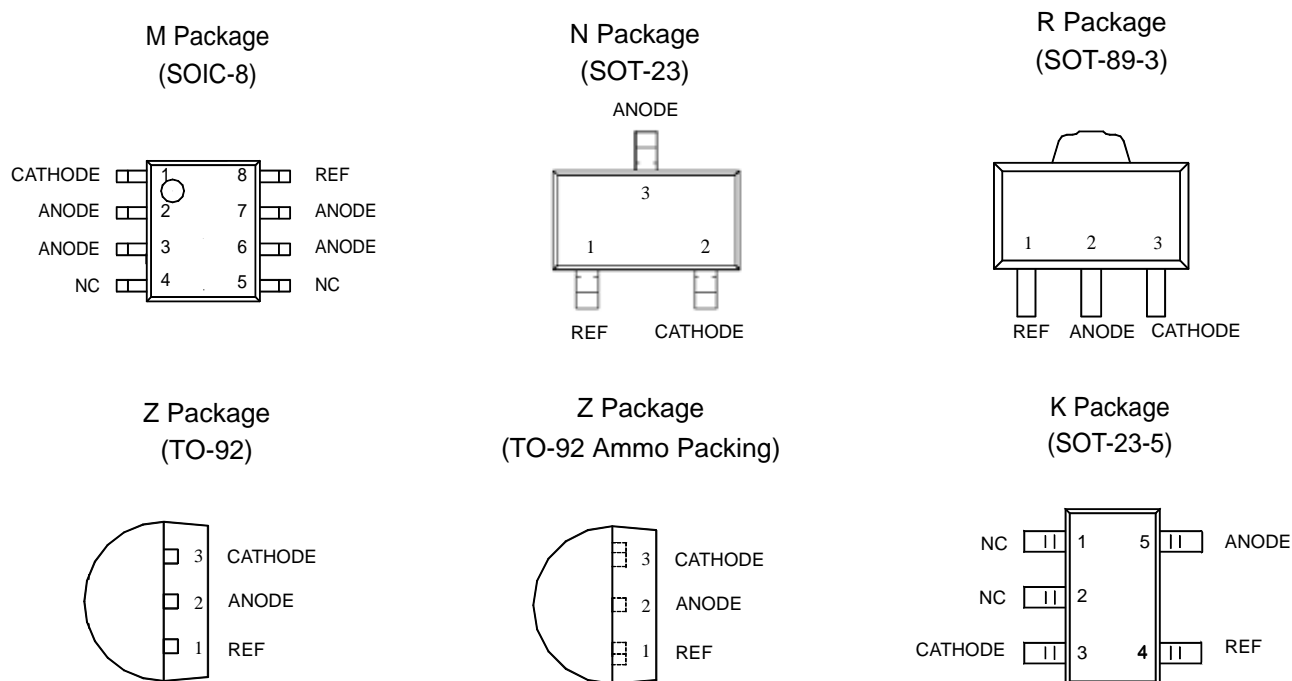 M Package
(SOIC-8)
CATHODE 1 8 REF
ANODE 2 7 ANODE
ANODE 3 6 ANODE
NC 4 5 NC
N Package
(SOT-23)
ANODE
3
1 2
REF CATHODE
R Package
(SOT-89-3)
1 2 3
REF ANODE CATHODE
Z Package
(TO-92)
3 CATHODE
2 ANODE
1 REF
Z Package
(TO-92 Ammo Packing)
3 CATHODE
2 ANODE
1 REF
K Package
(SOT-23-5)
NC 1 5 ANODE
NC 2
CATHODE 3 4 REF